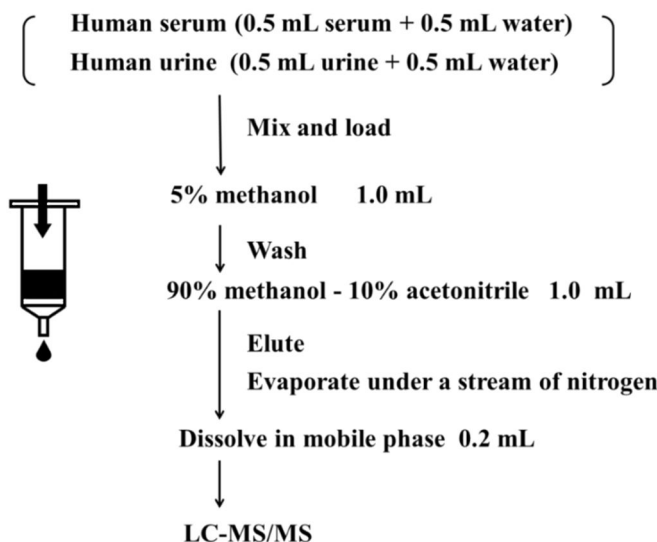 Human serum (0.5 mL serum + 0.5 mL water)
Human urine (0.5 mL urine + 0.5 mL water)
Mix and load
5% methanol 1.0 mL
Wash
90% methanol - 10% acetonitrile 1.0 mL
Elute
Evaporate under a stream of nitrogen
Dissolve in mobile phase 0.2 mL
LC-MS/MS